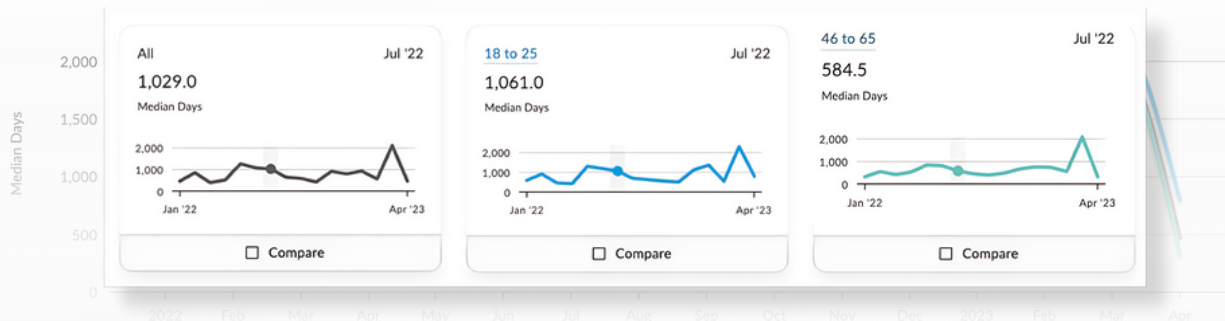 Median Days
2,000
1,500
1,000
500
0
All Jul '22
1,029.0
Median Days
2,000
1,000
0
Jan '22 Apr '23
Compare
18 to 25 Jul '22
1,061.0
Median Days
2,000
1,000
0
Jan '22 Apr '23
Compare
46 to 65 Jul '22
584.5
Median Days
2,000
1,000
0
Jan '22 Apr '23
Compare
2022 Feb Mar Apr May Jun Jul Aug Sep Oct Nov Dec 2023 Feb Mar Apr